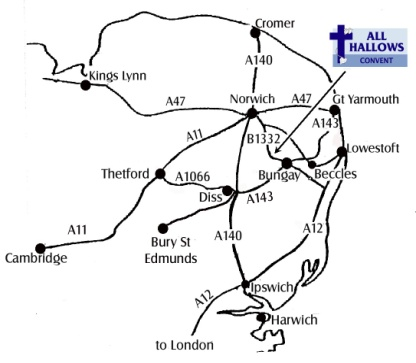 Cromer
ALL
HALLOWS
CONVENT
A140
Kings Lynn
A47
Norwich
A47
Gt Yarmouth
A143
A11
B1332
Lowestoft
Thetford
A1066
Bungay
Beccles
Diss
A143
A11
Bury St
Edmunds
A140
A12
Cambridge
Ipswich
A12
Harwich
to London